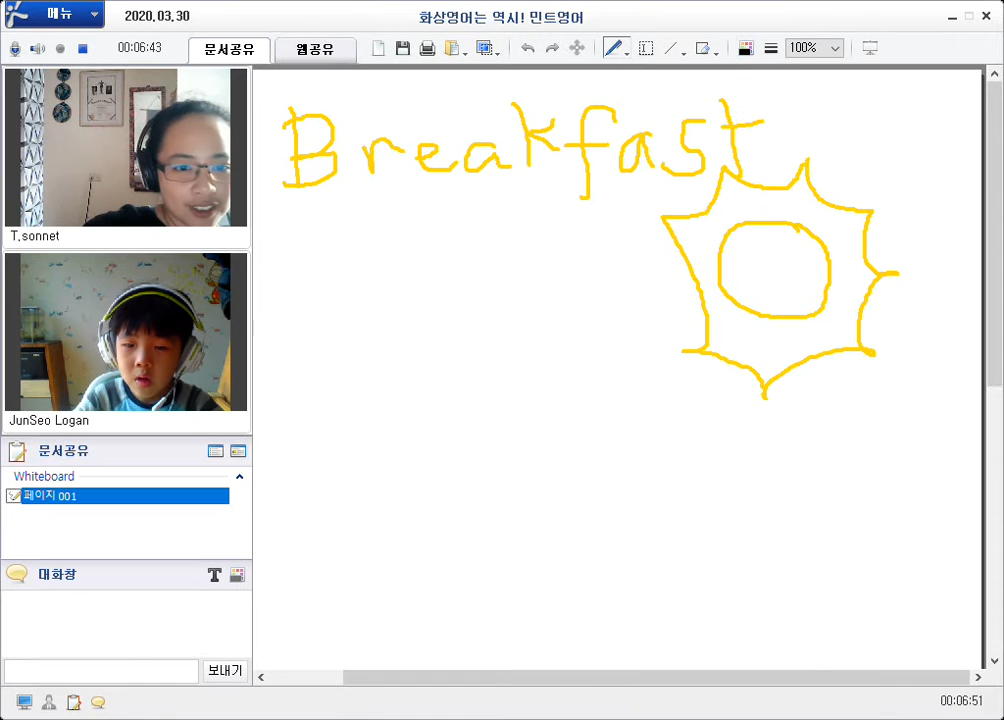 메뉴
2020.03.30
화상영어는 역시! 민트영어
00:06:43
문서공유
웹공유
100%
T.sonnet
JunSeo Logan
문서공유
Whiteboard
페이지 001
대화창
T
보내기
Breakfast
00:06:51